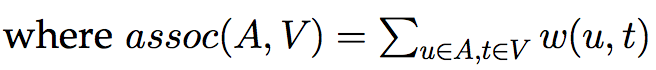 where assoc(A, V) = ∑u∈A,t∈V w(u, t)